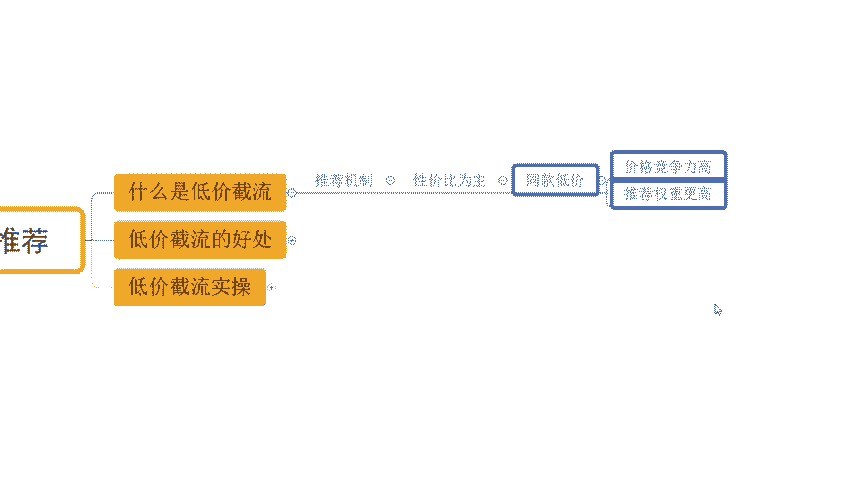 推荐
什么是低价截流
推荐机制
性价比为主
同款低价
价格竞争力高
推荐权重更高
低价截流的好处
低价截流实操